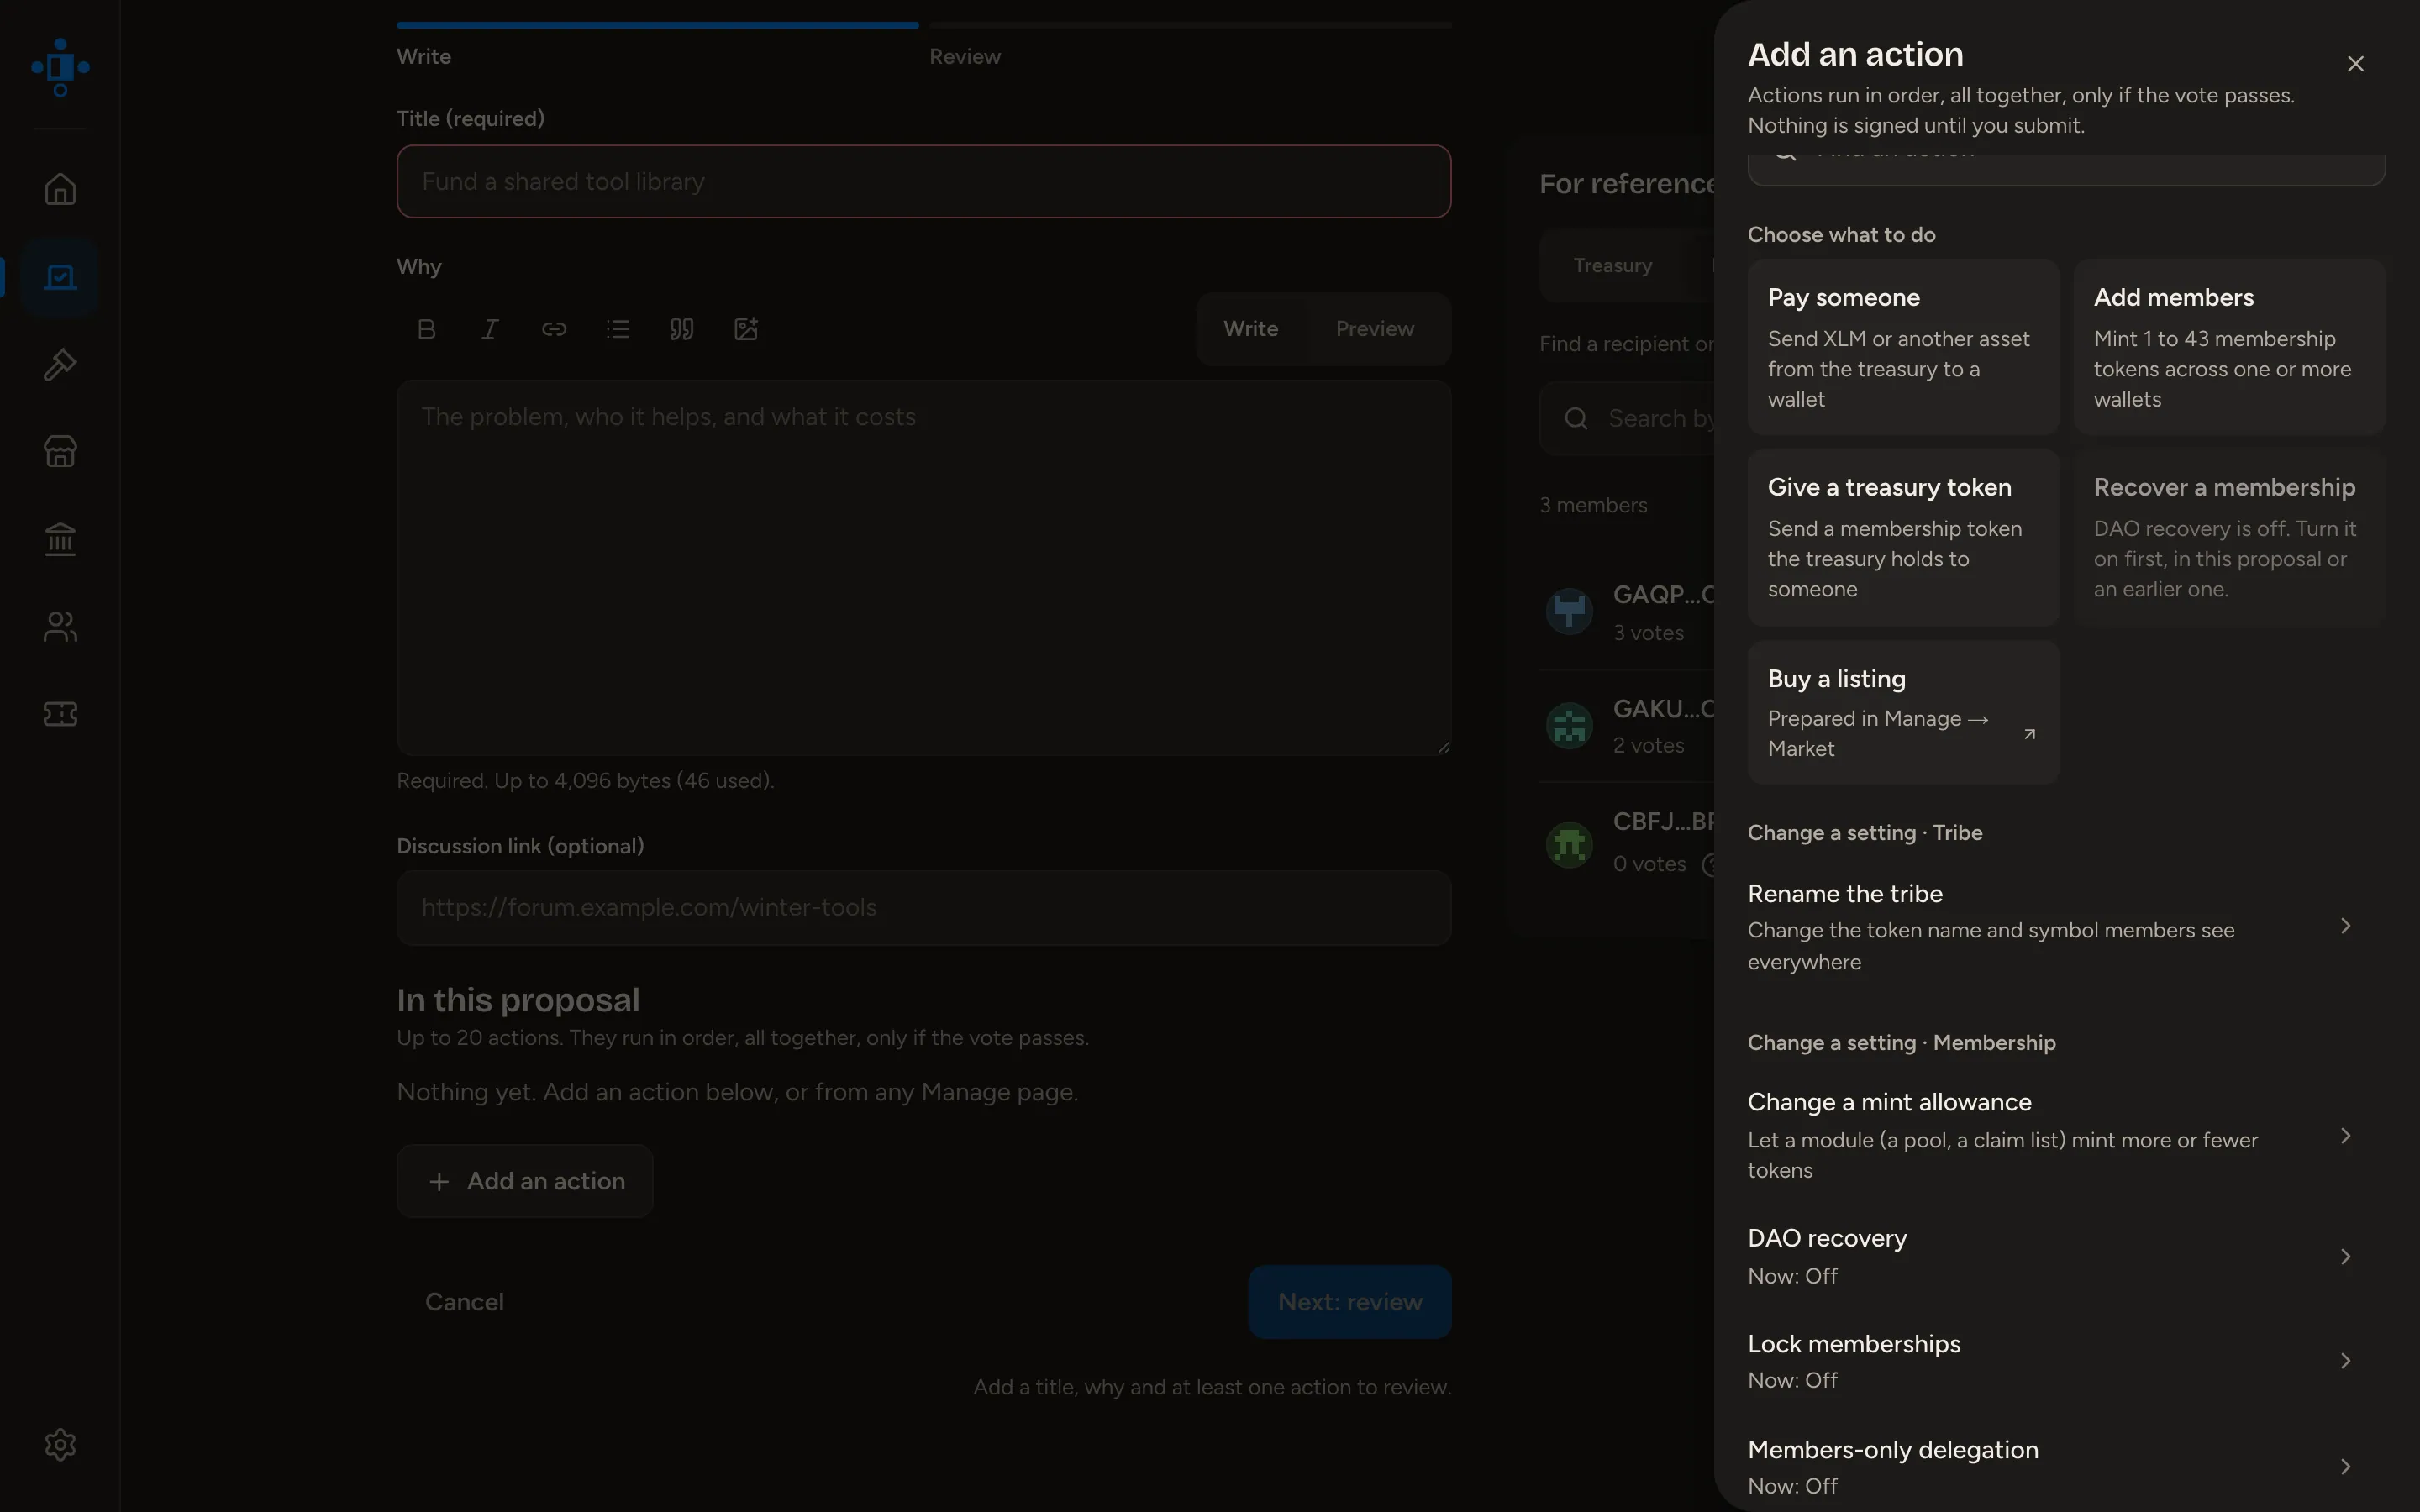 Write
Review
Title (required)
Fund a shared tool library
Why
Write
Preview
The problem, who it helps, and what it costs
Required. Up to 4,096 bytes (46 used).
Discussion link (optional)
https://forum.example.com/winter-tools
In this proposal
Up to 20 actions. They run in order, all together, only if the vote passes.
Nothing yet. Add an action below, or from any Manage page.
Add an action
Cancel
Next: review
Add a title, why and at least one action to review.
For reference
Treasury
Find a recipient or
Search by
3 members
GAQP...C
3 votes
GAKU...C
2 votes
CBFJ...BF
0 votes
Add an action
Actions run in order, all together, only if the vote passes.
Nothing is signed until you submit.
Choose what to do
Pay someone
Send XLM or another asset
from the treasury to a
wallet
Add members
Mint 1 to 43 membership
tokens across one or more
wallets
Give a treasury token
Send a membership token
the treasury holds to
someone
Recover a membership
DAO recovery is off. Turn it
on first, in this proposal or
an earlier one.
Buy a listing
Prepared in Manage →
Market
Change a setting · Tribe
Rename the tribe
Change the token name and symbol members see
everywhere
Change a setting · Membership
Change a mint allowance
Let a module (a pool, a claim list) mint more or fewer
tokens
DAO recovery
Now: Off
Lock memberships
Now: Off
Members-only delegation
Now: Off